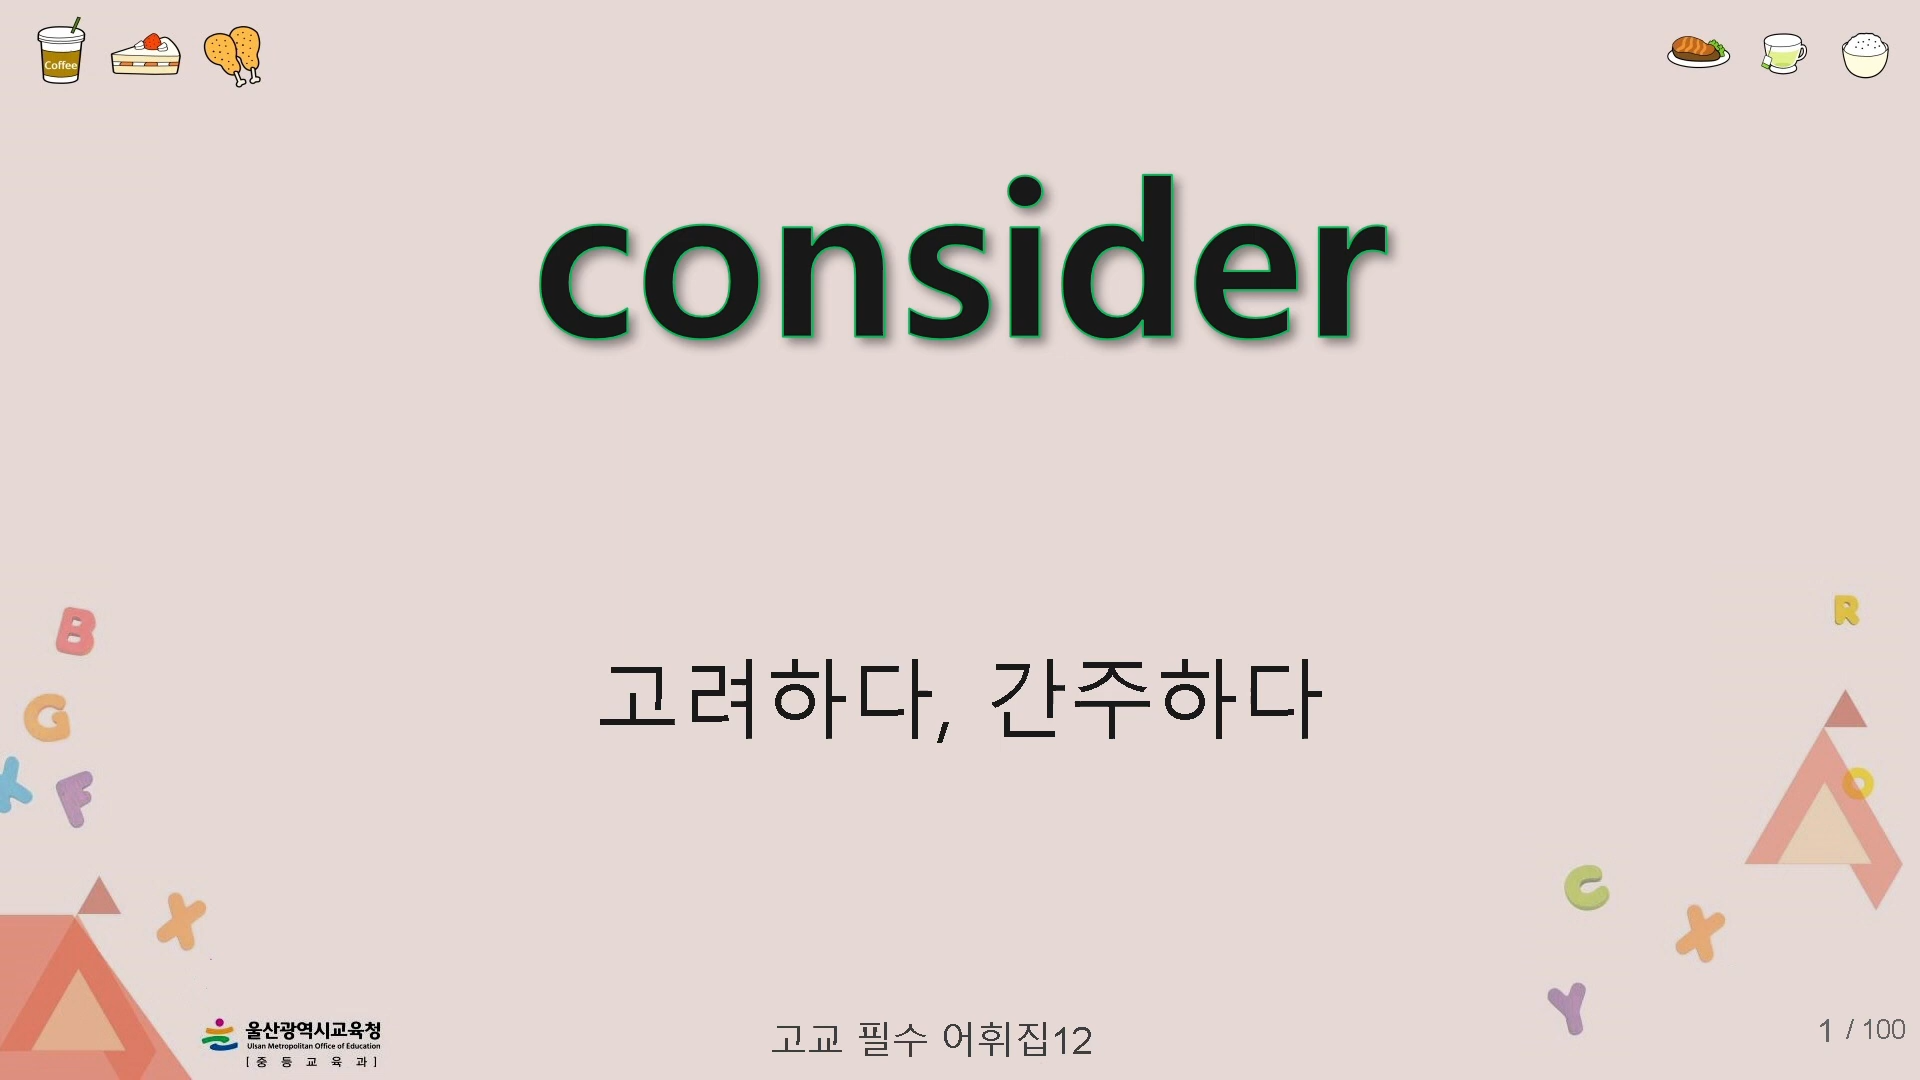 Coffee
consider
고려하다, 간주하다
B
R
G
F
X
C
X
Y
울산광역시교육청
Ulsan Metropolitan Office of Education
[ 중 등 교 육 과 ]
고교 필수 어휘집12
1 / 100